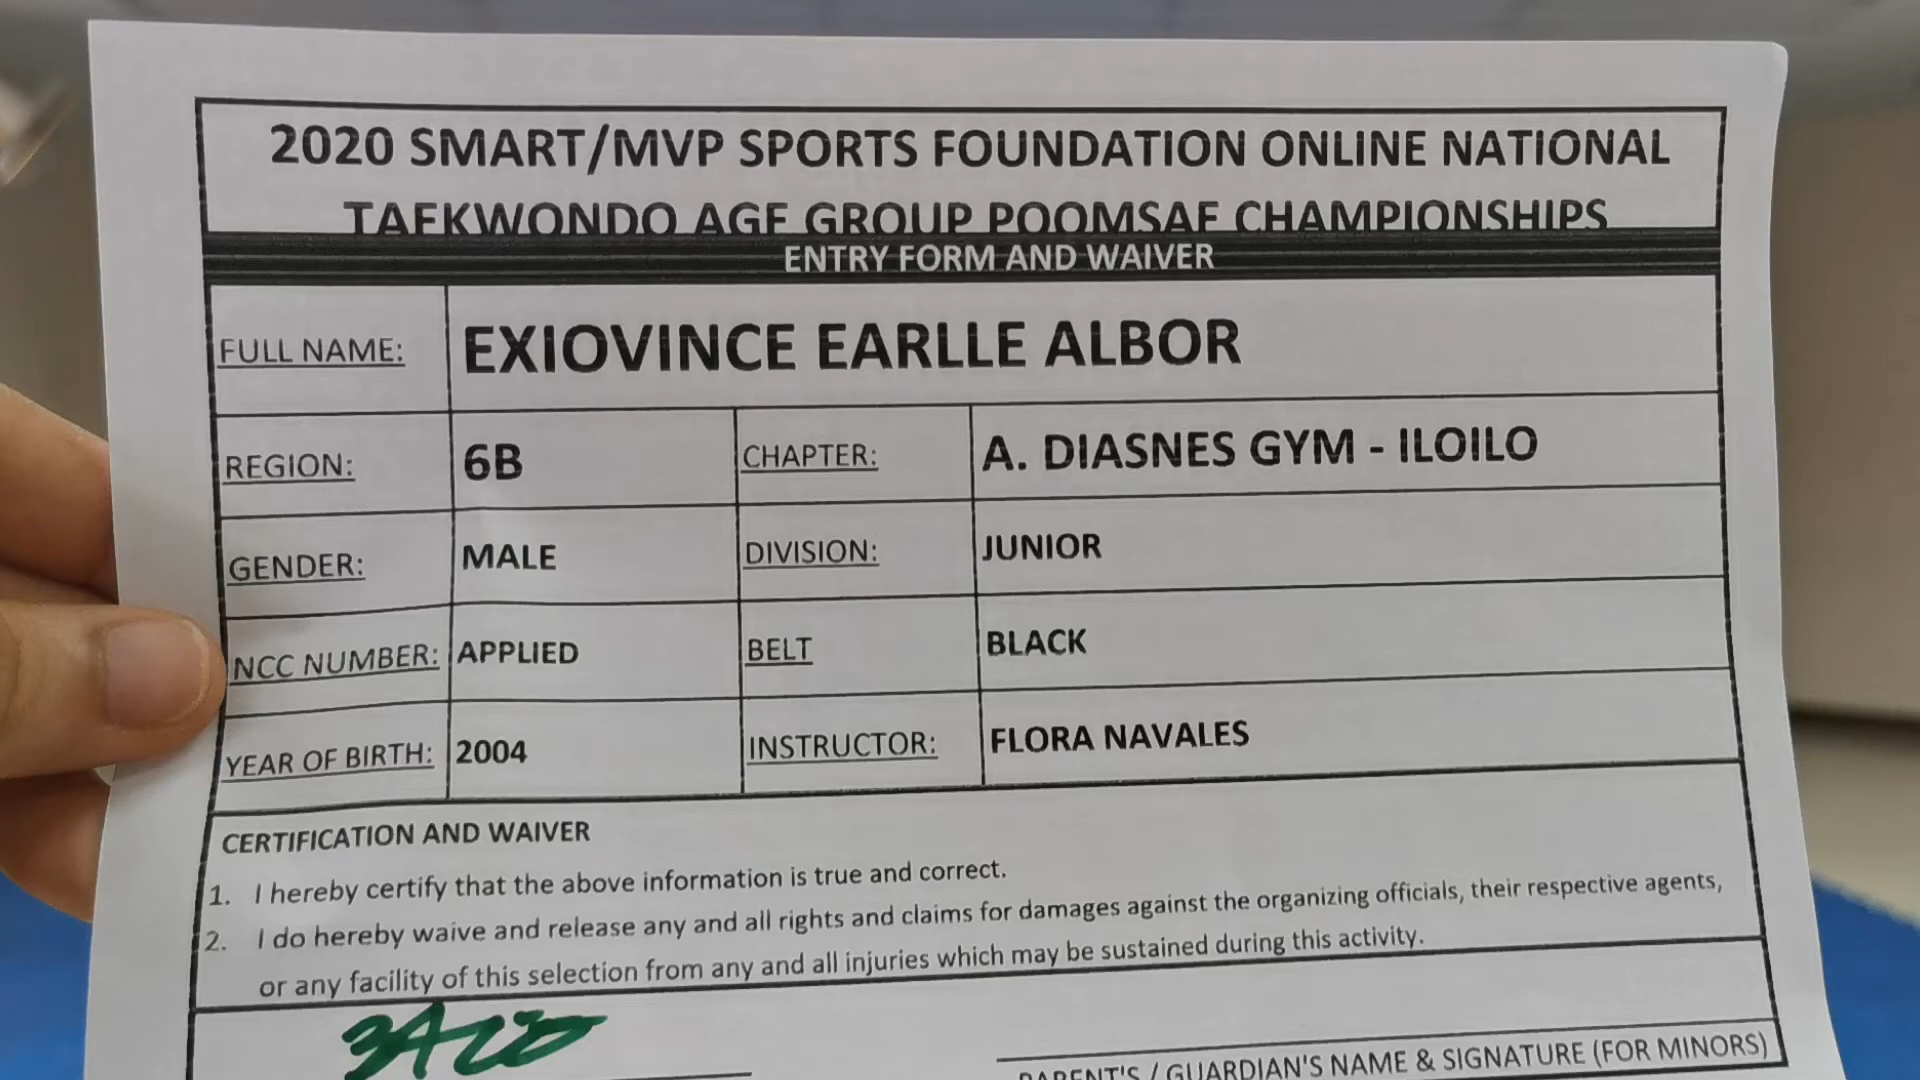 2020 SMART/MVP SPORTS FOUNDATION ONLINE NATIONAL
TAEKWONDO AGE GROUP POOMSAE CHAMPIONSHIPS
ENTRY FORM AND WAIVER
FULL NAME: EXIOVINCE EARLLE ALBOR
REGION: 6B CHAPTER: A. DIASNES GYM - ILOILO
GENDER: MALE DIVISION: JUNIOR
NCC NUMBER: APPLIED BELT BLACK
YEAR OF BIRTH: 2004 INSTRUCTOR: FLORA NAVALES
CERTIFICATION AND WAIVER
1. I hereby certify that the above information is true and correct.
2. I do hereby waive and release any and all rights and claims for damages against the organizing officials, their respective agents,
or any facility of this selection from any and all injuries which may be sustained during this activity.
PARENT'S / GUARDIAN'S NAME & SIGNATURE (FOR MINORS)